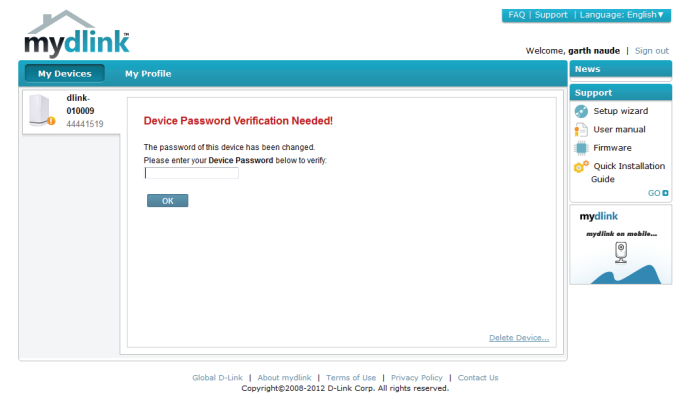 FAQ | Support | Language: English▼
mydlink™
Welcome, garth naude | Sign out
My Devices My Profile
dlink-
010009
44441519
Device Password Verification Needed!
The password of this device has been changed.
Please enter your Device Password below to verify:
OK
Delete Device...
News
Support
Setup wizard
User manual
Firmware
Quick Installation
Guide
GO
mydlink
mydlink on mobile...
Global D-Link | About mydlink | Terms of Use | Privacy Policy | Contact Us
Copyright©2008-2012 D-Link Corp. All rights reserved.